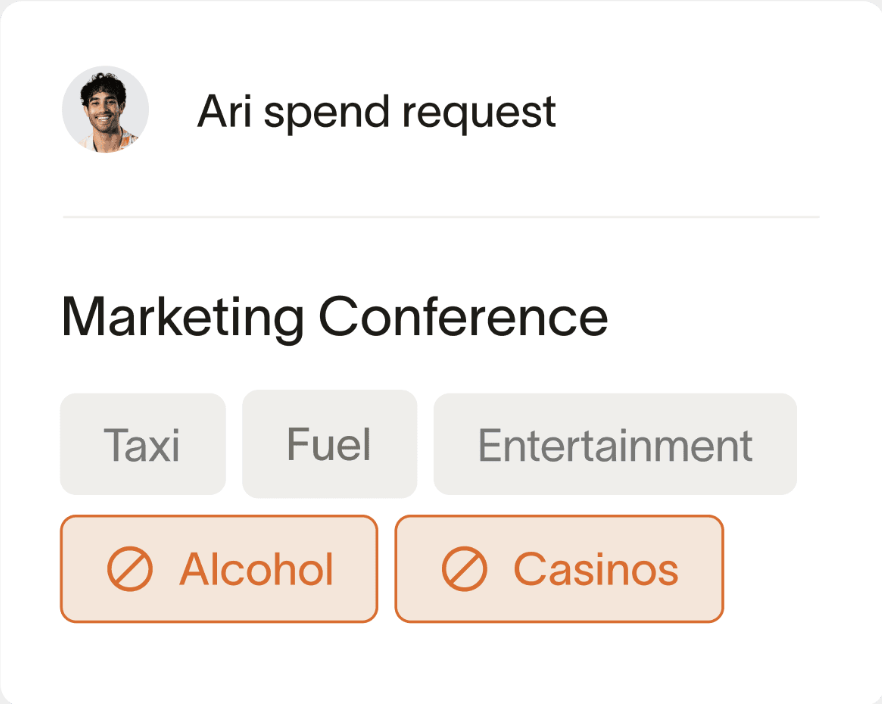 Ari spend request
Marketing Conference
Taxi Fuel Entertainment
Alcohol Casinos